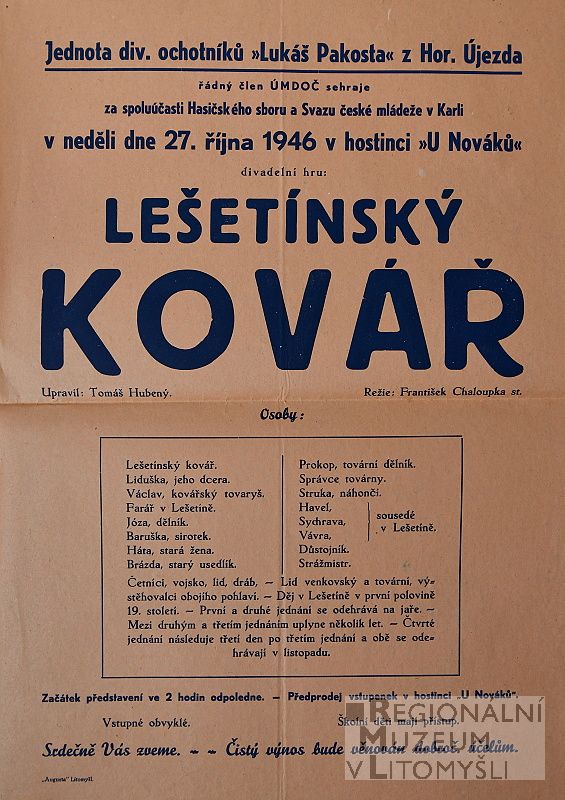 Jednota div. ochotníků »Lukáš Pakosta« z Hor. Újezda
řádný člen ÚMDOČ sehraje
za spoluúčasti Hasičského sboru a Svazu české mládeže v Karli
v neděli dne 27. října 1946 v hostinci »U Nováků«
divadelní hru:
LEŠETÍNSKÝ
KOVÁŘ
Upravil: Tomáš Hubený.
Režie: František Chaloupka st.
Osoby:
Lešetínský kovář.
Liduška, jeho dcera.
Václav, kovářský tovaryš.
Farář v Lešetíně.
Józa, dělník.
Baruška, sirotek.
Háta, stará žena.
Brázda, starý usedlík.
Prokop, tovární dělník.
Správce továrny.
Struka, náhončí.
Havel,
Sychrava,
Vávra,
sousedé
v Lešetíně.
Důstojník.
Strážmistr.
Četníci, vojsko, lid, dráb, — Lid venkovský a tovární, vý-
stěhovalci obojího pohlaví. — Děj v Lešetíně v první polovině
19. století. — První a druhé jednání se odehrává na jaře. —
Mezi druhým a třetím jednáním uplyne několik let. — Čtvrté
jednání následuje třetí den po třetím jednání a obě se ode-
hrávají v listopadu.
Začátek představení ve 2 hodin odpoledne. — Předprodej vstupenek v hostinci „U Nováků".
Vstupné obvyklé.
Školní děti mají přístup.
Srdečně Vás zveme. ~ ~ Čistý výnos bude věnován dobroč. účelům.
„Augusta" Litomyšl.
REGIONÁLNÍ
MUZEUM
V LITOMYŠLI